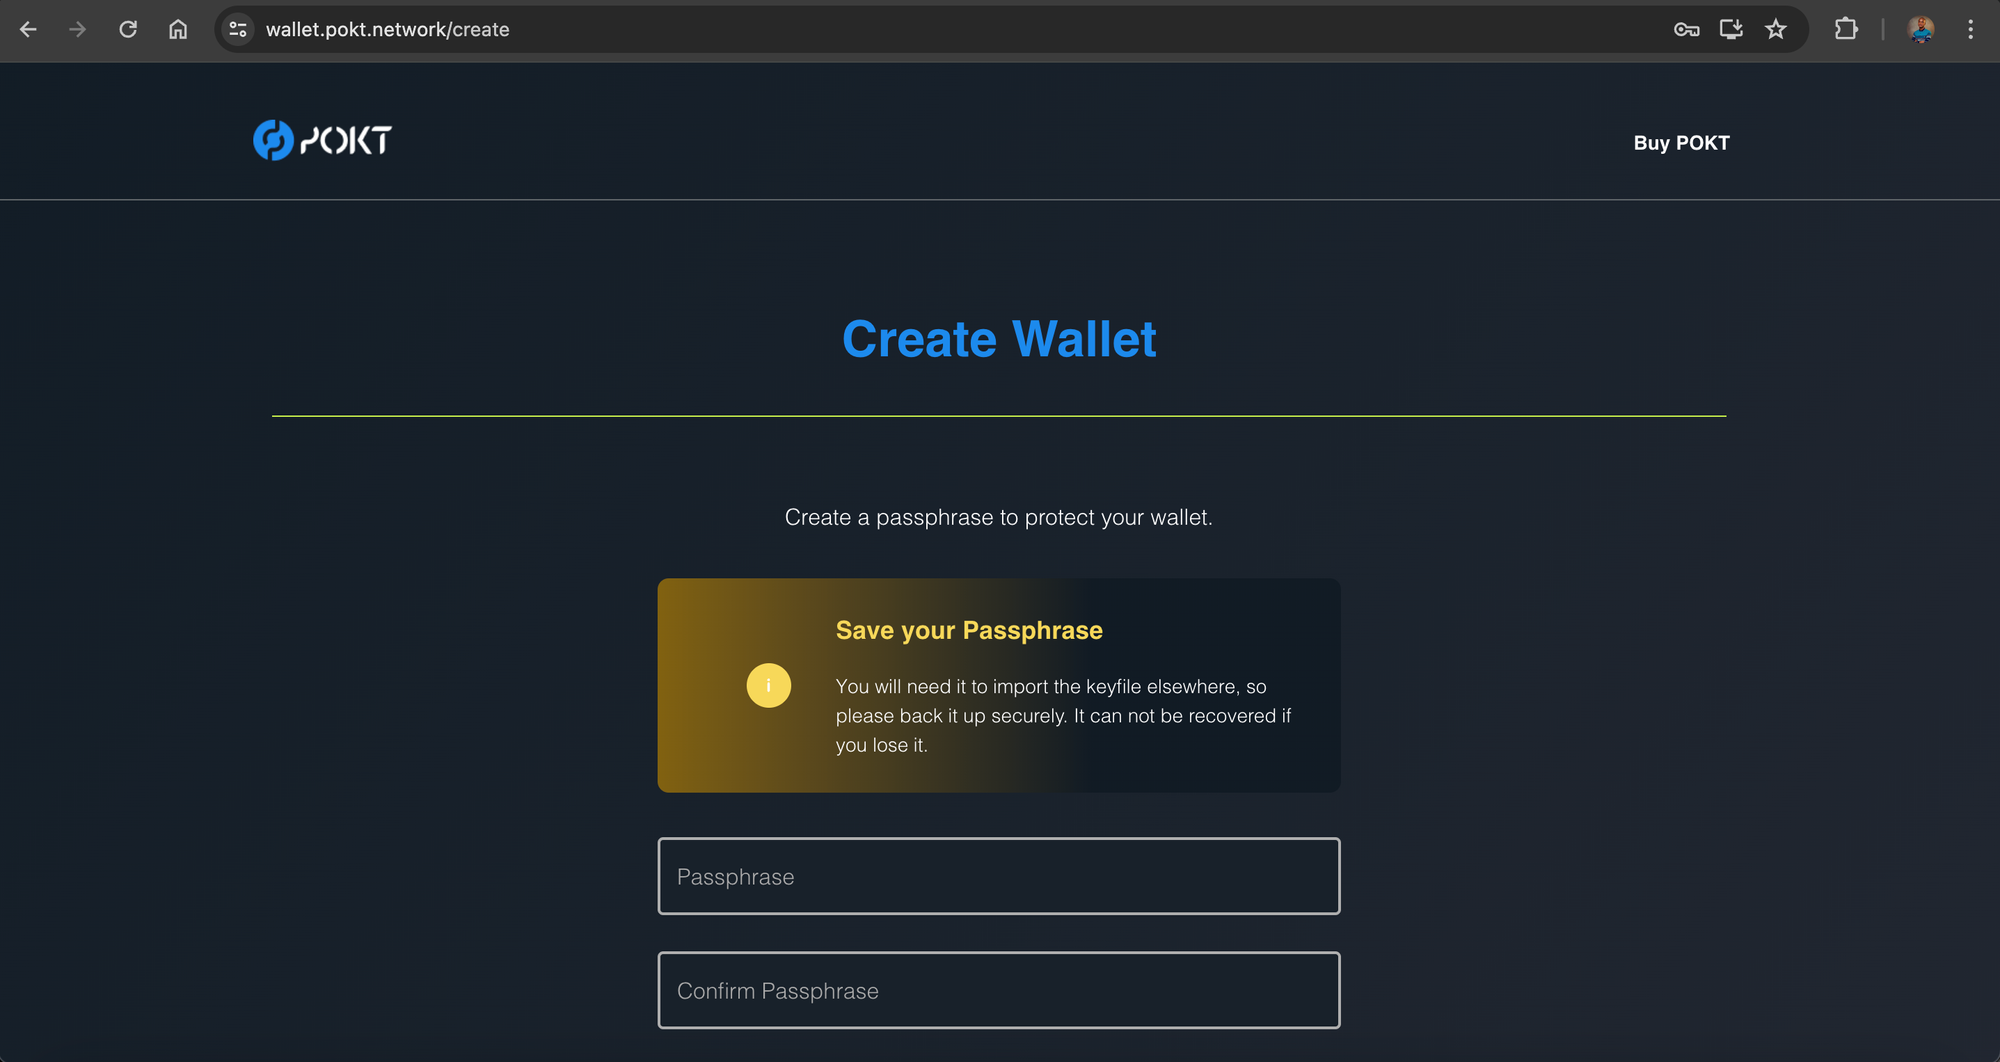 wallet.pokt.network/create
POKT
Buy POKT
Create Wallet
Create a passphrase to protect your wallet.
Save your Passphrase
i
You will need it to import the keyfile elsewhere, so
please back it up securely. It can not be recovered if
you lose it.
Passphrase
Confirm Passphrase